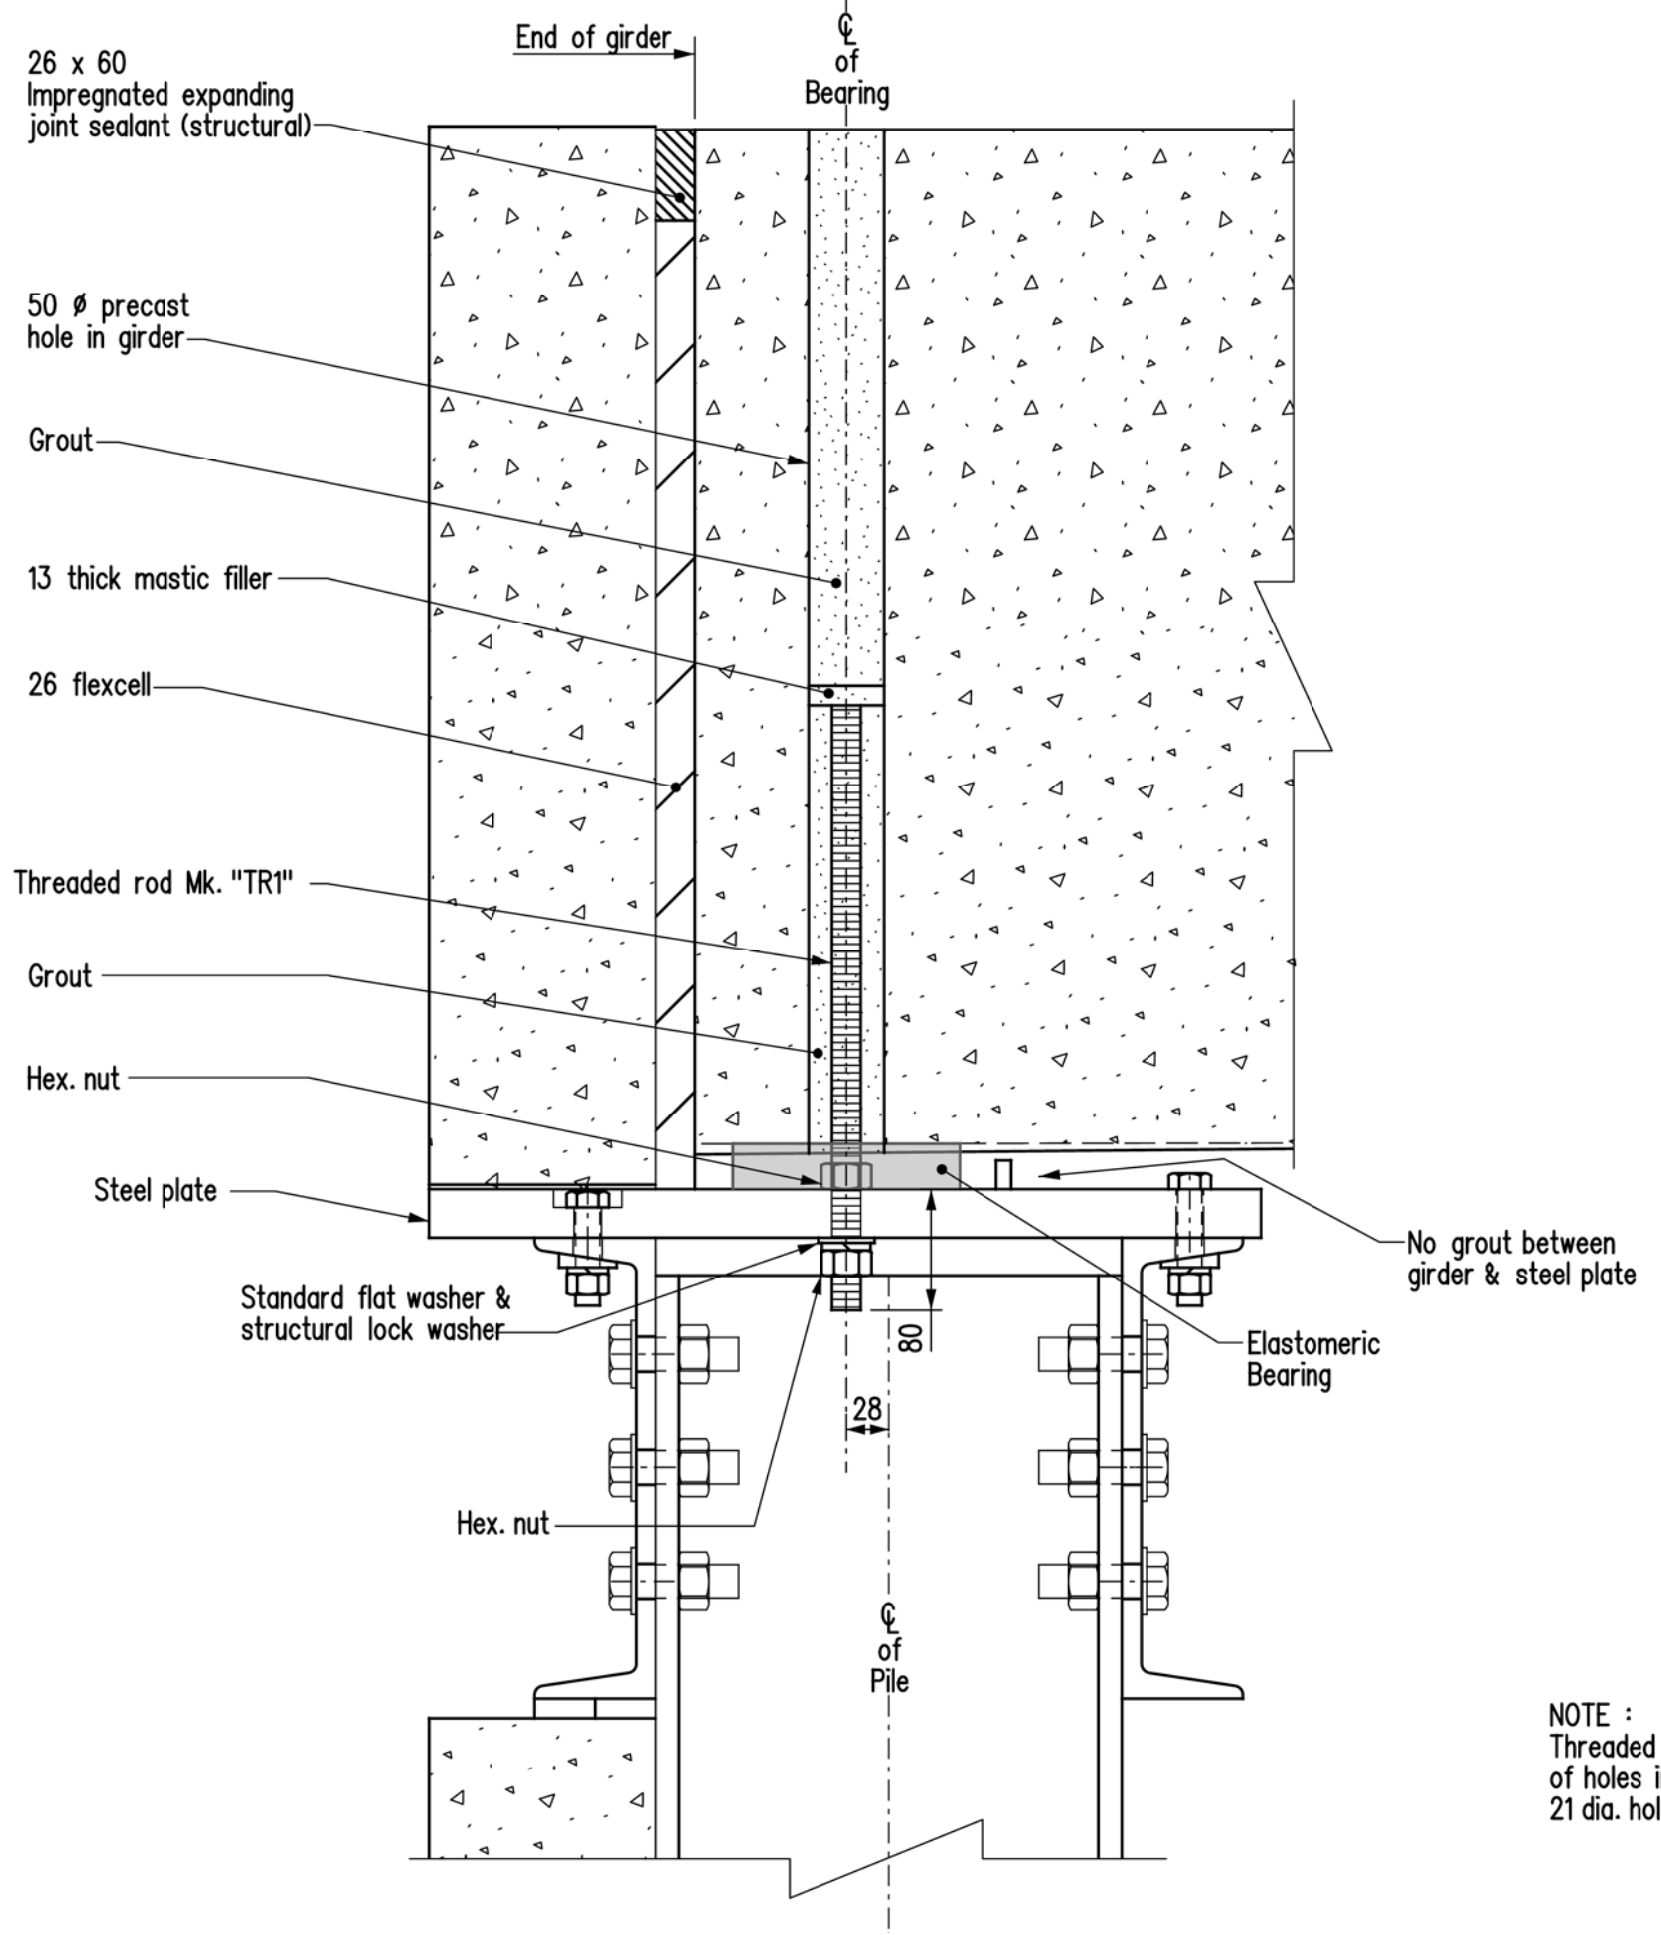 End of girder
℄
of
Bearing
26 x 60
Impregnated expanding
joint sealant (structural)
50 Ø precast
hole in girder
Grout
13 thick mastic filler
26 flexcell
Threaded rod Mk. "TR1"
Grout
Hex. nut
Steel plate
No grout between
girder & steel plate
Standard flat washer &
structural lock washer
80
Elastomeric
Bearing
28
Hex. nut
℄
of
Pile
NOTE :
Threaded
of holes i
21 dia. hol